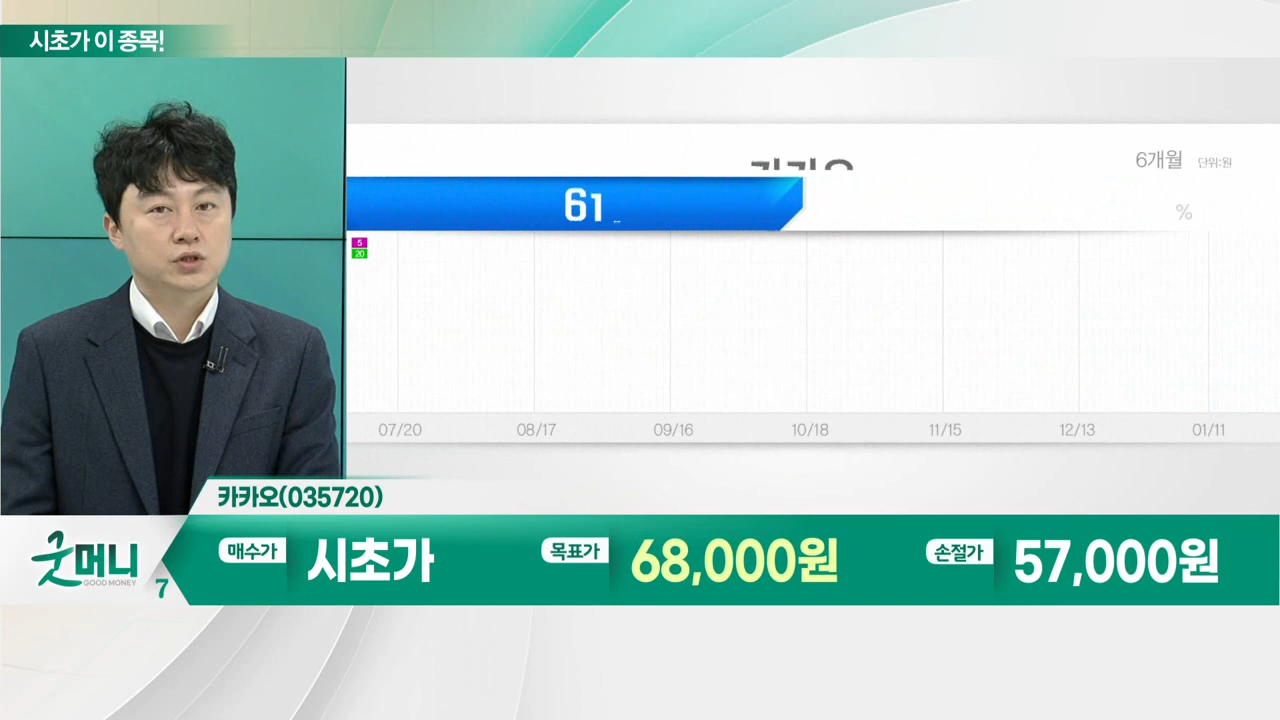 시초가 이 종목!
6개월 단위:원
61
%
5
20
07/20 08/17 09/16 10/18 11/15 12/13 01/11
카카오(035720)
굿머니
GOOD MONEY
7
매수가 시초가 목표가 68,000원 손절가 57,000원